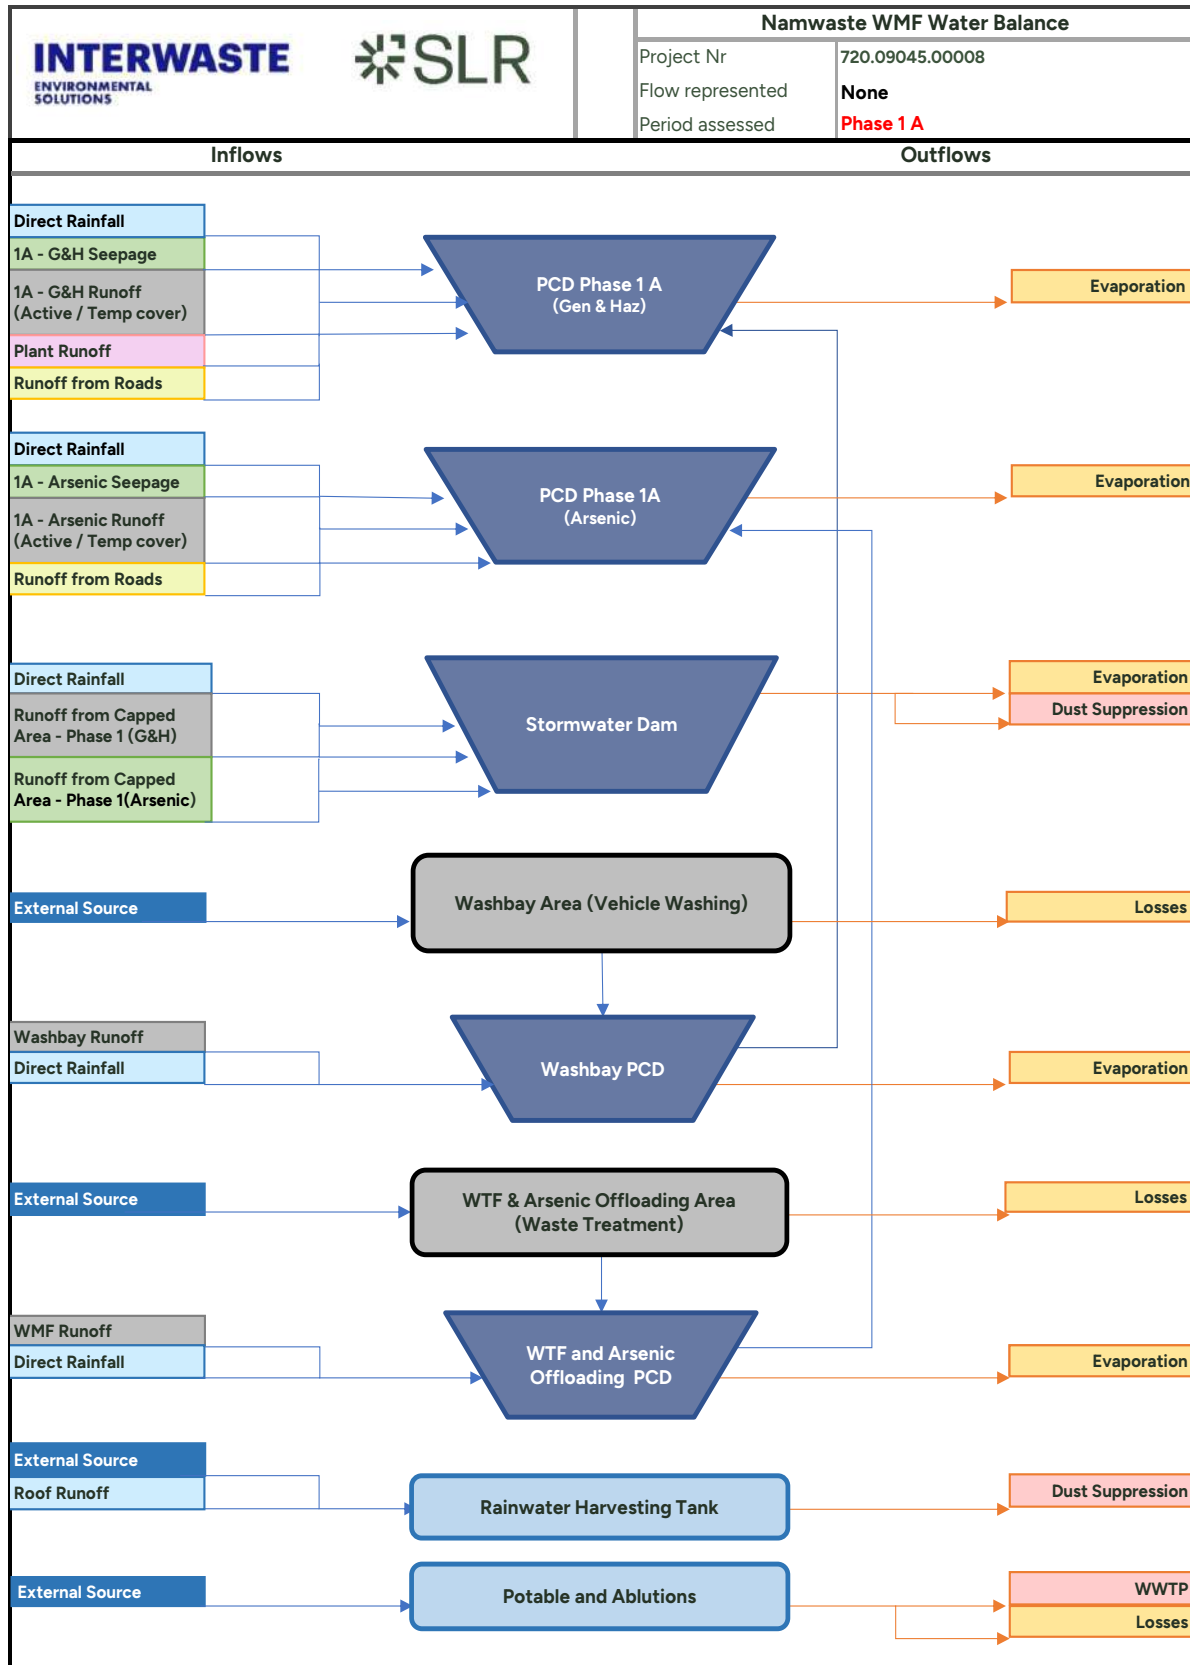 INTERWASTE
ENVIRONMENTAL
SOLUTIONS
SLR
Namwaste WMF Water Balance
Project Nr 720.09045.00008
Flow represented None
Period assessed Phase 1 A
Inflows Outflows
Direct Rainfall
1A - G&H Seepage
1A - G&H Runoff
(Active / Temp cover)
Plant Runoff
Runoff from Roads
PCD Phase 1 A
(Gen & Haz)
Evaporation
Direct Rainfall
1A - Arsenic Seepage
1A - Arsenic Runoff
(Active / Temp cover)
Runoff from Roads
PCD Phase 1A
(Arsenic)
Evaporation
Direct Rainfall
Runoff from Capped
Area - Phase 1 (G&H)
Runoff from Capped
Area - Phase 1(Arsenic)
Stormwater Dam
Evaporation
Dust Suppression
External Source
Washbay Area (Vehicle Washing)
Losses
Washbay Runoff
Direct Rainfall
Washbay PCD
Evaporation
External Source
WTF & Arsenic Offloading Area
(Waste Treatment)
Losses
WMF Runoff
Direct Rainfall
WTF and Arsenic
Offloading PCD
Evaporation
External Source
Roof Runoff
Rainwater Harvesting Tank
Dust Suppression
External Source
Potable and Ablutions
WWTP
Losses